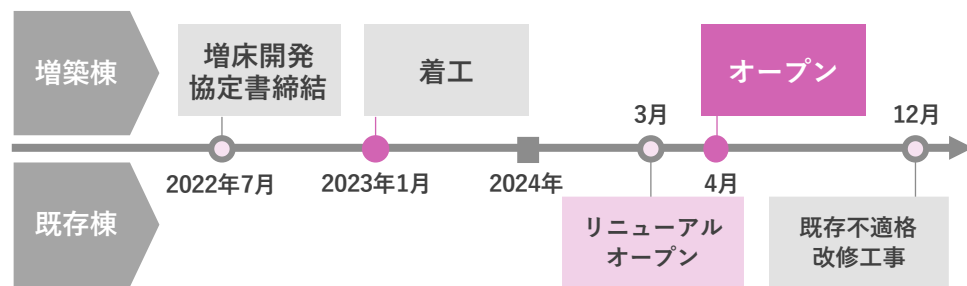 増築棟
増床開発
協定書締結
着工
オープン
3月
12月
2022年7月
2023年1月
2024年
4月
既存棟
リニューアル
オープン
既存不適格
改修工事